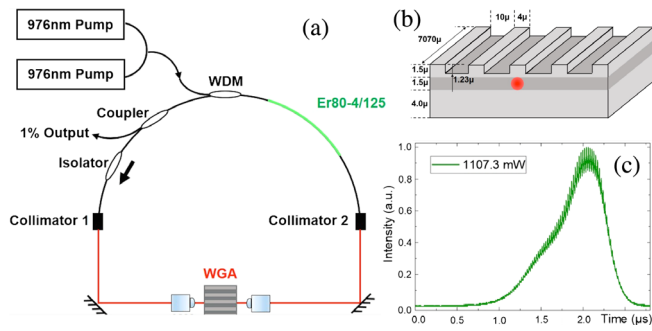 (a)
976nm Pump
976nm Pump
WDM
Er80-4/125
Coupler
1% Output
Isolator
Collimator 1
Collimator 2
WGA
(b)
10μ
4μ
7070μ
1.5μ
1.23μ
1.5μ
4.0μ
(c)
1107.3 mW
Intensity (a.u.)
1.0
0.8
0.6
0.4
0.2
0.0
0.0 0.5 1.0 1.5 2.0 Time (μs)